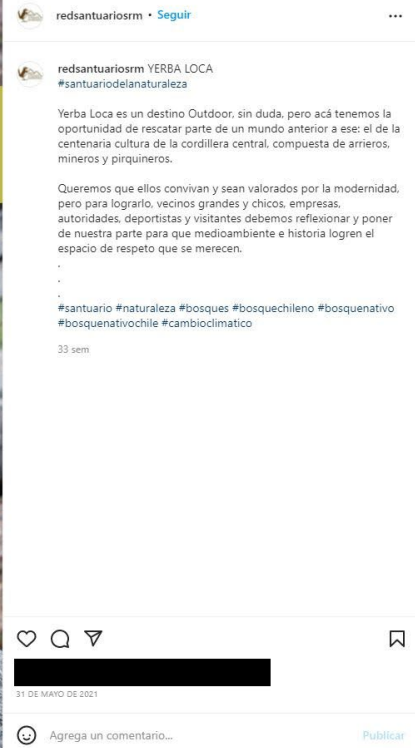 redsantuariosrm • Seguir
redsantuariosrm YERBA LOCA
#santuariodelanaturaleza
Yerba Loca es un destino Outdoor, sin duda, pero acá tenemos la
oportunidad de rescatar parte de un mundo anterior a ese: el de la
centenaria cultura de la cordillera central, compuesta de arrieros,
mineros y pirquineros.
Queremos que ellos convivan y sean valorados por la modernidad,
pero para lograrlo, vecinos grandes y chicos, empresas,
autoridades, deportistas y visitantes debemos reflexionar y poner
de nuestra parte para que medioambiente e historia logren el
espacio de respeto que se merecen.
.
.
.
#santuario #naturaleza #bosques #bosquechileno #bosquenativo
#bosquenativochile #cambioclimatico
33 sem
31 DE MAYO DE 2021
Agrega un comentario...
Publicar